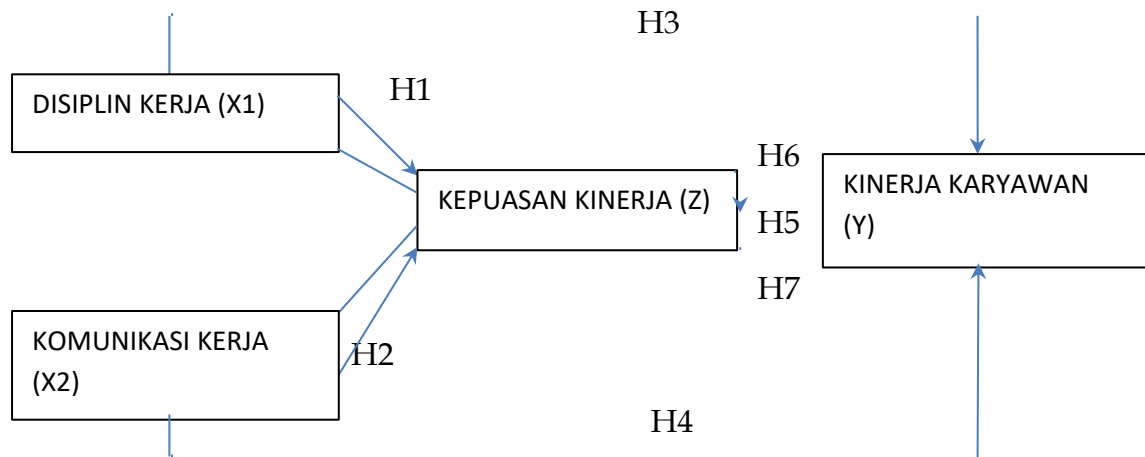 H3
DISIPLIN KERJA (X1)
H1
H6
KEPUASAN KINERJA (Z)
KINERJA KARYAWAN
(Y)
H5
H7
KOMUNIKASI KERJA
(X2)
H2
H4